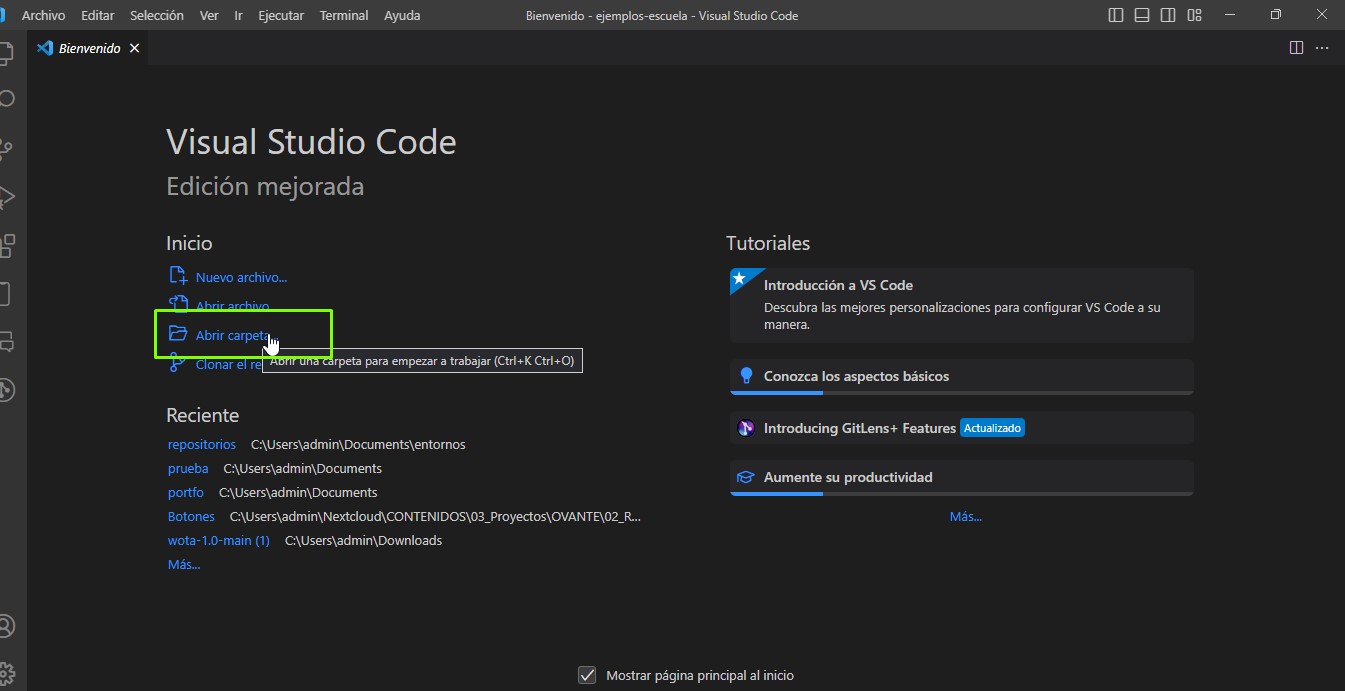 Archivo Editar Selección Ver Ir Ejecutar Terminal Ayuda
Bienvenido - ejemplos-escuela - Visual Studio Code
Bienvenido
Visual Studio Code
Edición mejorada
Inicio
Nuevo archivo...
Abrir archivo
Abrir carpeta
Abrir una carpeta para empezar a trabajar (Ctrl+K Ctrl+O)
Clonar el re
Reciente
repositorios C:\Users\admin\Documents\entornos
prueba C:\Users\admin\Documents
portfo C:\Users\admin\Documents
Botones C:\Users\admin\Nextcloud\CONTENIDOS\03_Proyectos\OVANTE\02_R...
wota-1.0-main (1) C:\Users\admin\Downloads
Más...
Tutoriales
Introducción a VS Code
Descubra las mejores personalizaciones para configurar VS Code a su
manera.
Conozca los aspectos básicos
Introducing GitLens+ Features Actualizado
Aumente su productividad
Más...
Mostrar página principal al inicio